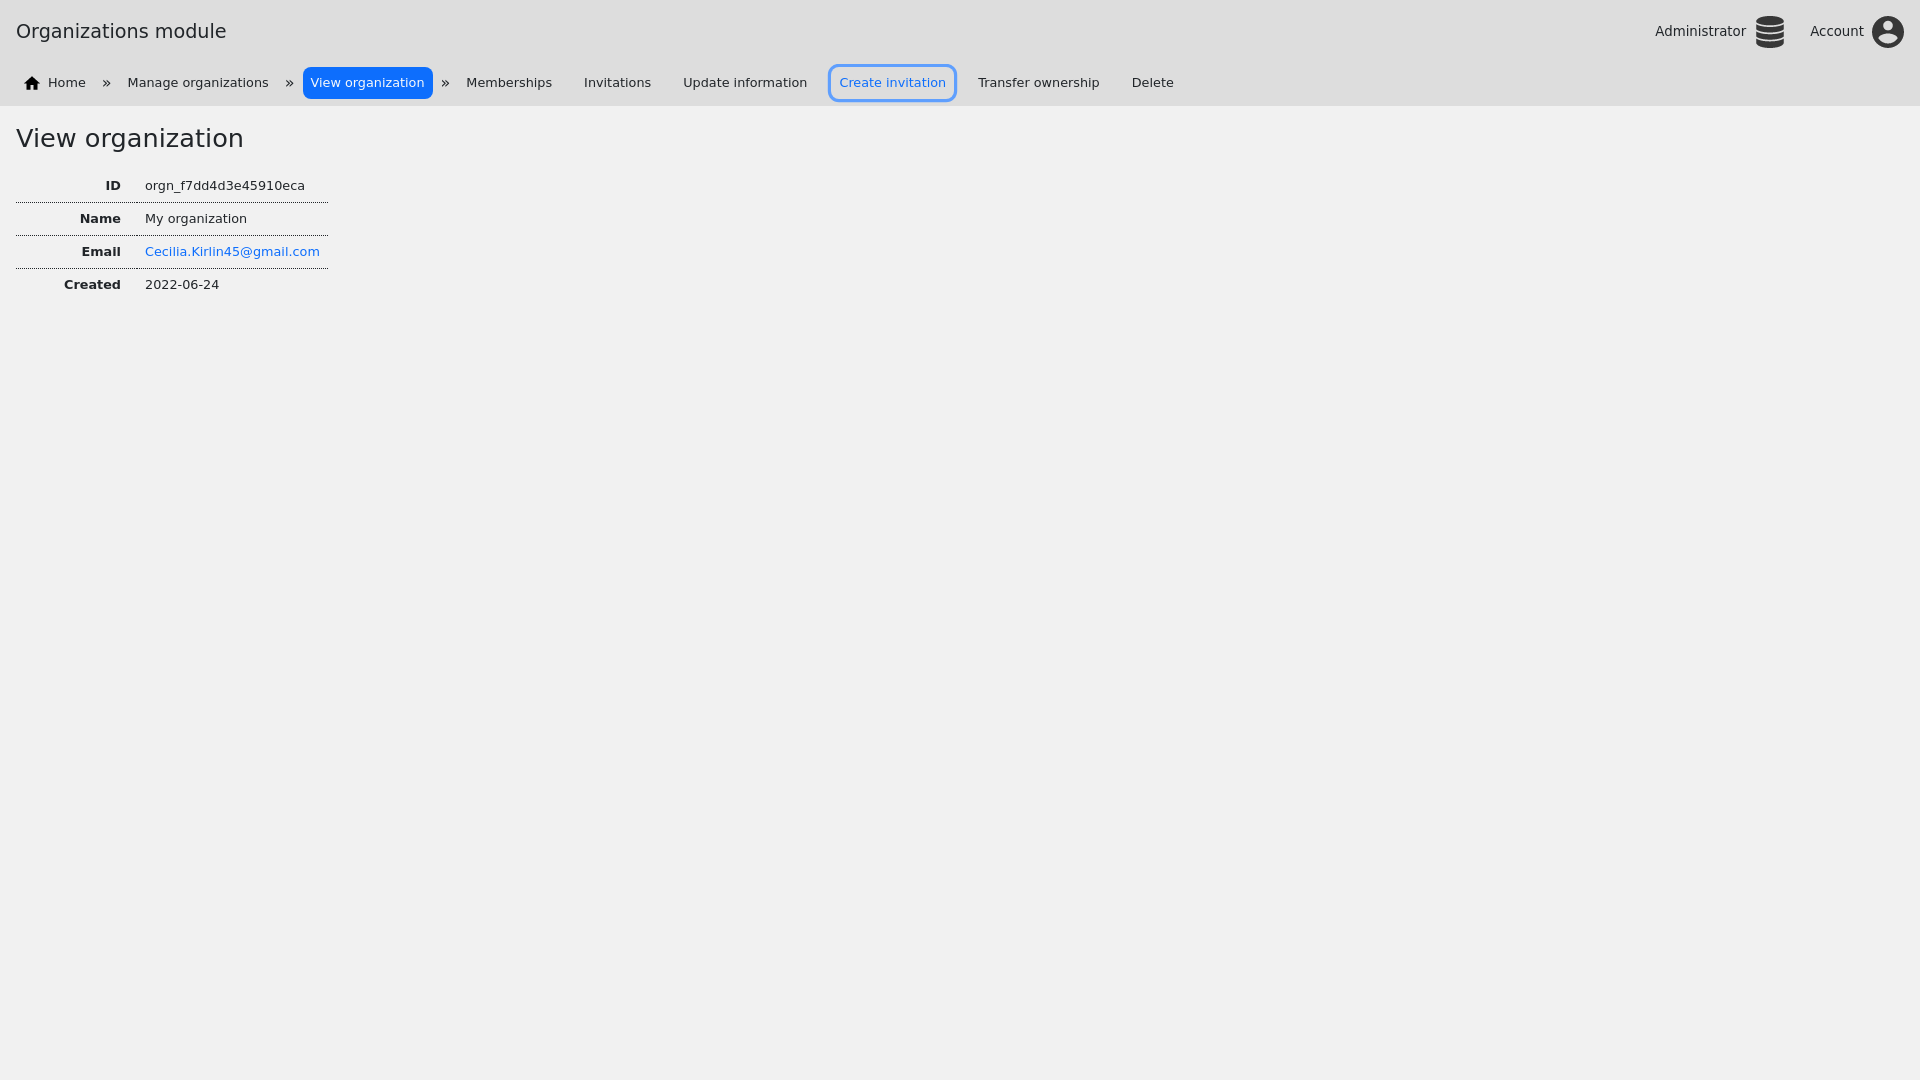 Organizations module
Administrator
Account
Home » Manage organizations » View organization » Memberships Invitations Update information Create invitation Transfer ownership Delete
View organization
ID orgn_f7dd4d3e45910eca
Name My organization
Email Cecilia.Kirlin45@gmail.com
Created 2022-06-24